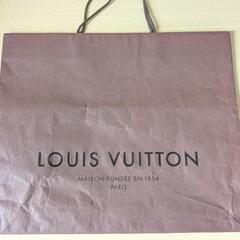 LOUIS VUITTON
MAISON FONDÉE EN 1854
PARIS